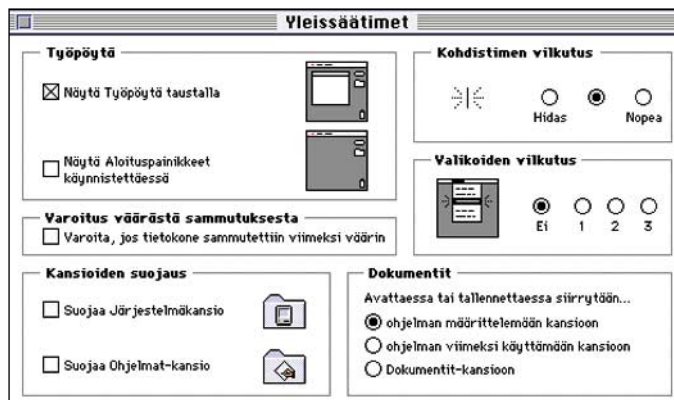 Yleissäätimet
Työpöytä
Näytä Työpöytä taustalla
Näytä Aloituspainikkeet
käynnistettäessä
Varoitus väärästä sammutuksesta
Varoita, jos tietokone sammutettiin viimeksi väärin
Kansioiden suojaus
Suojaa Järjestelmäkansio
Suojaa Ohjelmat-kansio
Kohdistimen vilkutus
Hidas
Nopea
Valikoiden vilkutus
Ei 1 2 3
Dokumentit
Avattaessa tai tallennettaessa siirrytään...
ohjelman määrittelemään kansioon
ohjelman viimeksi käyttämään kansioon
Dokumentit-kansioon